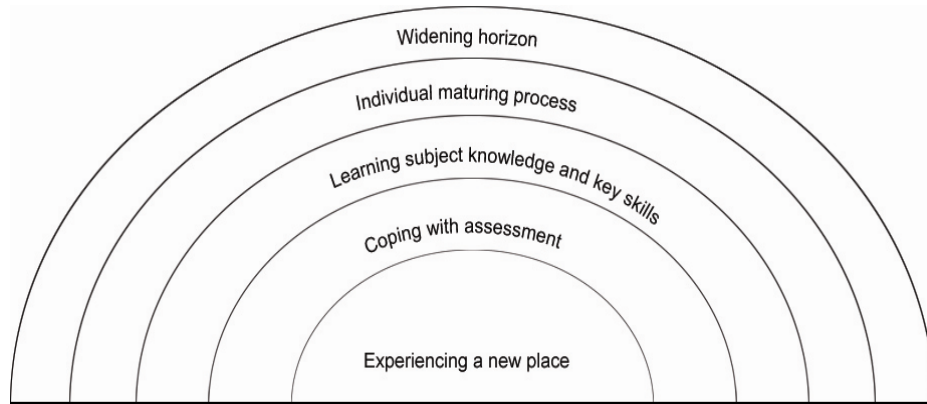 Widening horizon
Individual maturing process
Learning subject knowledge and key skills
Coping with assessment
Experiencing a new place